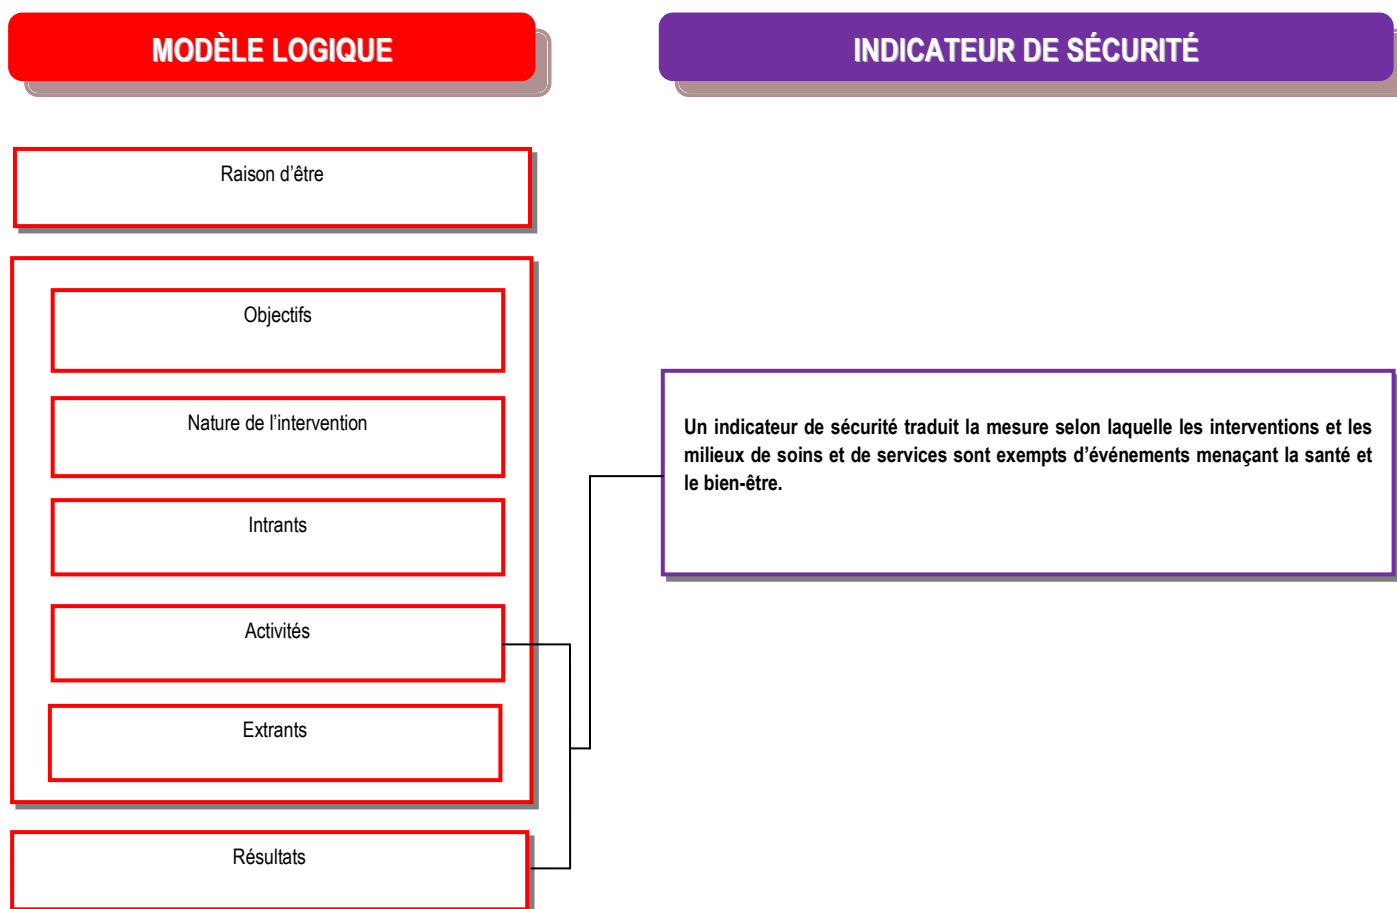 MODÈLE LOGIQUE
INDICATEUR DE SÉCURITÉ
Raison d’être
Objectifs
Nature de l’intervention
Intrants
Activités
Extrants
Résultats
Un indicateur de sécurité traduit la mesure selon laquelle les interventions et les
milieux de soins et de services sont exempts d’événements menaçant la santé et
le bien-être.